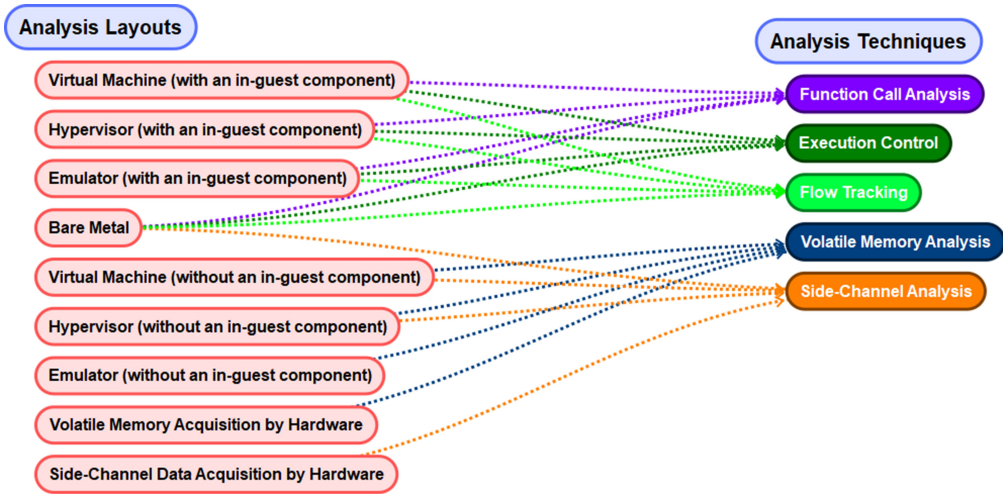 Analysis Layouts
Virtual Machine (with an in-guest component)
Hypervisor (with an in-guest component)
Emulator (with an in-guest component)
Bare Metal
Virtual Machine (without an in-guest component)
Hypervisor (without an in-guest component)
Emulator (without an in-guest component)
Volatile Memory Acquisition by Hardware
Side-Channel Data Acquisition by Hardware
Analysis Techniques
Function Call Analysis
Execution Control
Flow Tracking
Volatile Memory Analysis
Side-Channel Analysis